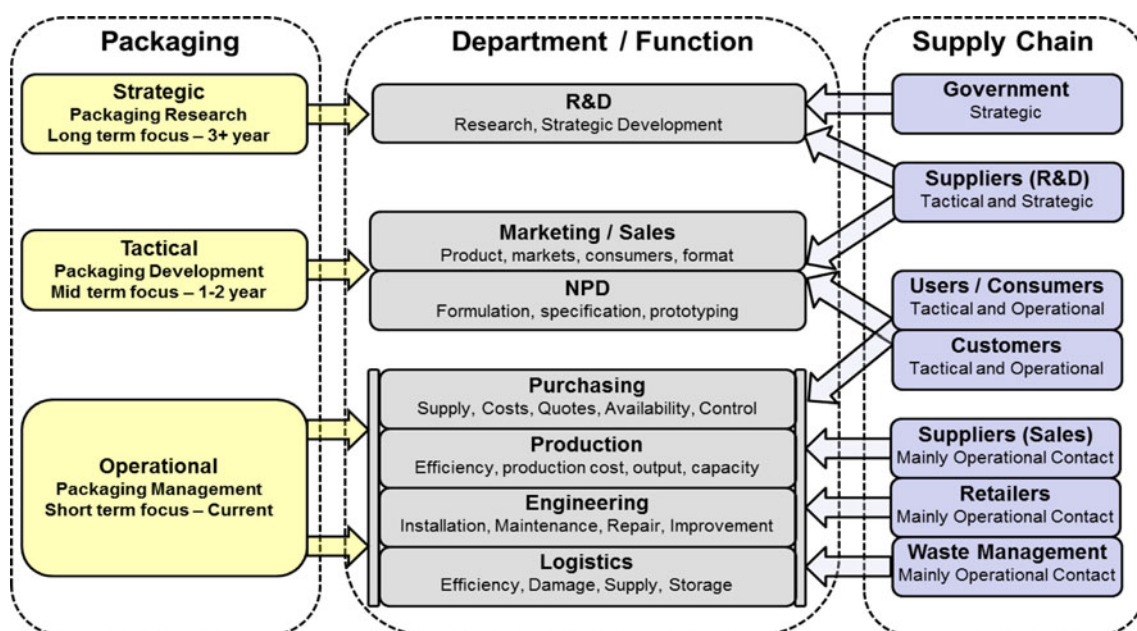 Packaging
Strategic
Packaging Research
Long term focus – 3+ year
Tactical
Packaging Development
Mid term focus – 1-2 year
Operational
Packaging Management
Short term focus – Current
Department / Function
R&D
Research, Strategic Development
Marketing / Sales
Product, markets, consumers, format
NPD
Formulation, specification, prototyping
Purchasing
Supply, Costs, Quotes, Availability, Control
Production
Efficiency, production cost, output, capacity
Engineering
Installation, Maintenance, Repair, Improvement
Logistics
Efficiency, Damage, Supply, Storage
Supply Chain
Government
Strategic
Suppliers (R&D)
Tactical and Strategic
Users / Consumers
Tactical and Operational
Customers
Tactical and Operational
Suppliers (Sales)
Mainly Operational Contact
Retailers
Mainly Operational Contact
Waste Management
Mainly Operational Contact